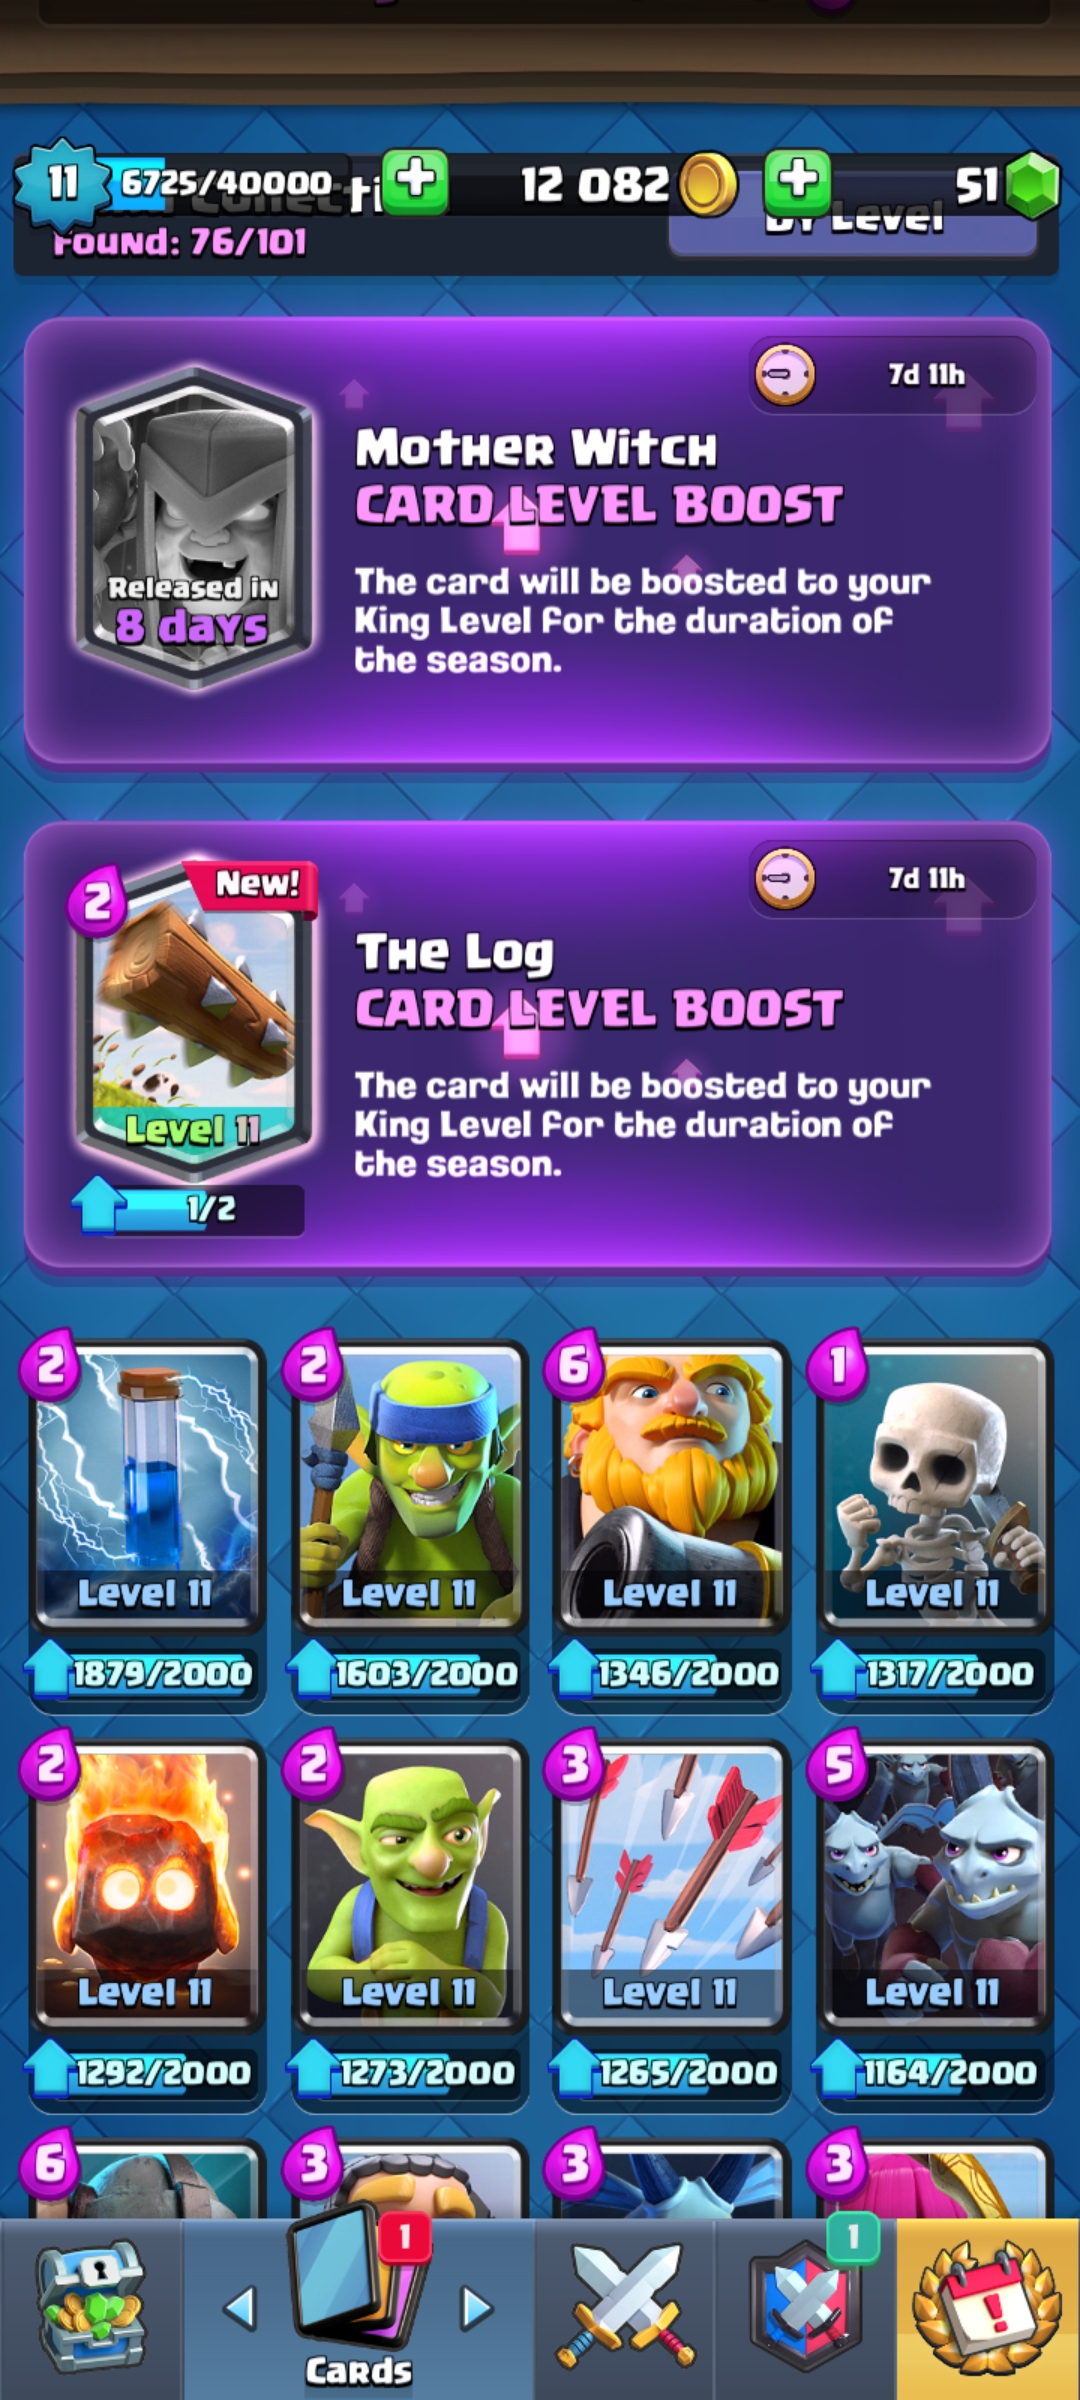 11
6725/40000
12 082
51
Found: 76/101
By Level
7d 11h
Mother Witch
CARD LEVEL BOOST
The card will be boosted to your
King Level for the duration of
the season.
Released in
8 days
7d 11h
2
New!
The Log
CARD LEVEL BOOST
The card will be boosted to your
King Level for the duration of
the season.
Level 11
1/2
2
2
6
1
Level 11
Level 11
Level 11
Level 11
1879/2000
1603/2000
1346/2000
1317/2000
2
2
3
5
Level 11
Level 11
Level 11
Level 11
1292/2000
1273/2000
1265/2000
1164/2000
6
3
3
3
1
1
Cards